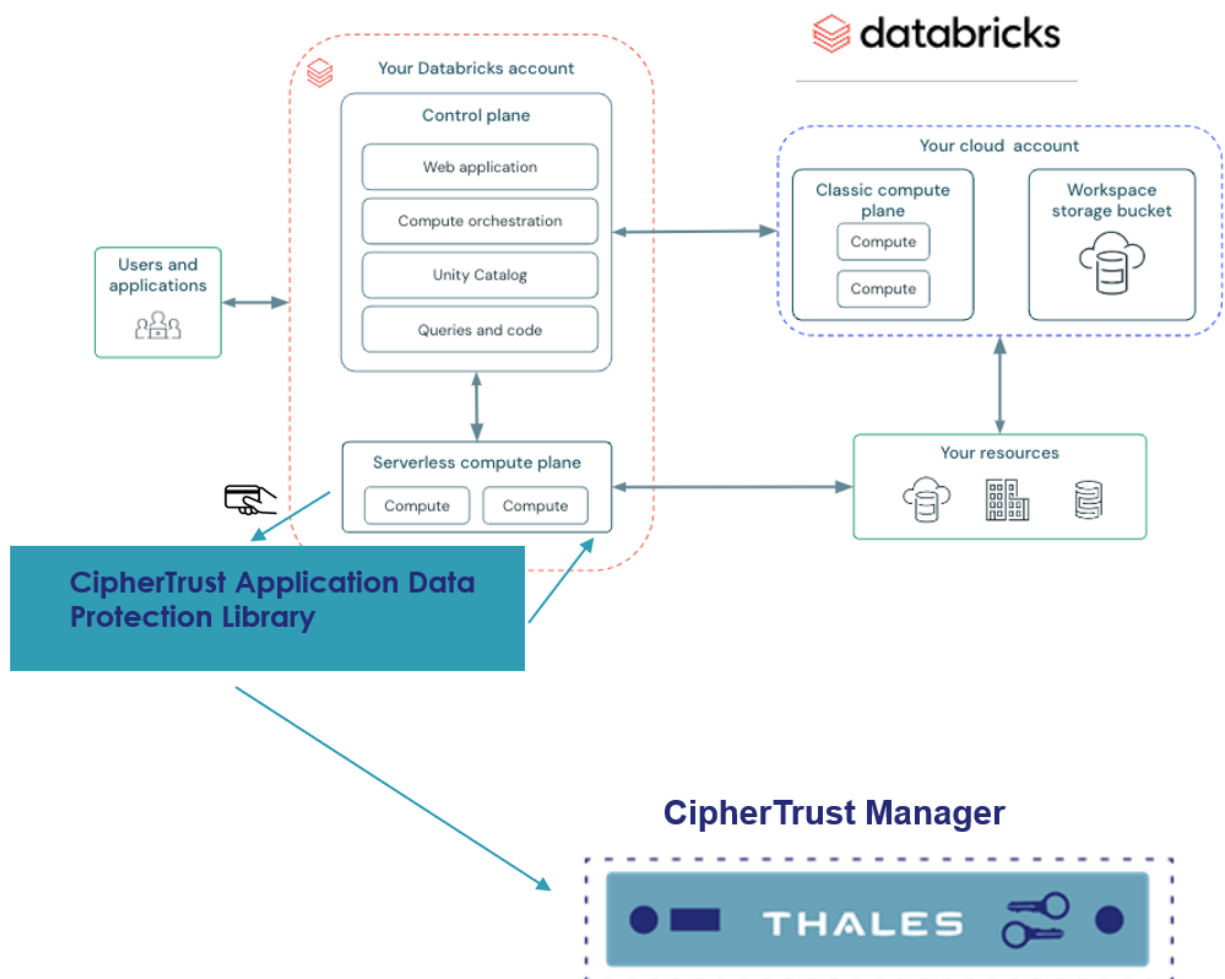 databricks
Your Databricks account
Control plane
Web application
Compute orchestration
Unity Catalog
Queries and code
Your cloud account
Classic compute
plane
Compute
Compute
Workspace
storage bucket
Users and
applications
Serverless compute plane
Compute
Compute
Your resources
CipherTrust Application Data
Protection Library
CipherTrust Manager
THALES